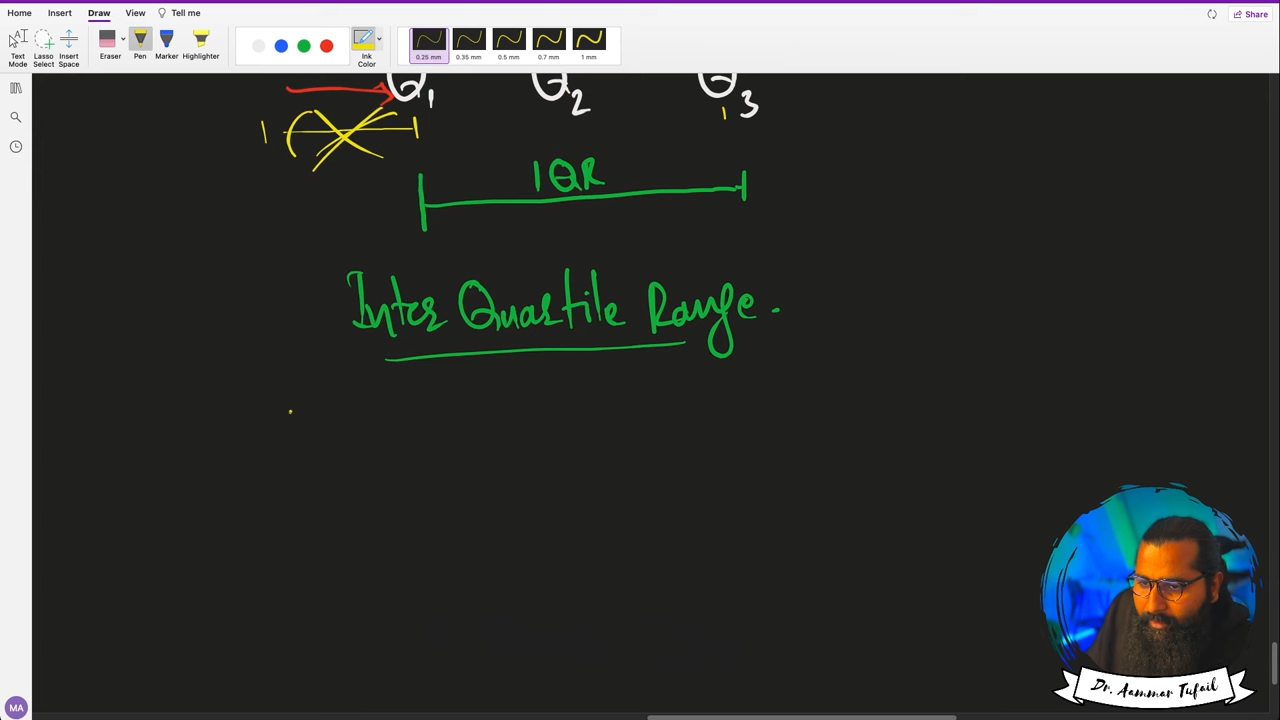 Home Insert Draw View Tell me
Share
Text Mode
Lasso Select
Insert Space
Eraser
Pen
Marker
Highlighter
Ink Color
0.25 mm
0.35 mm
0.5 mm
0.7 mm
1 mm
Q1 Q2 Q3
IQR
Inter Quartile Range.
MA
Dr. Aammar Tufail